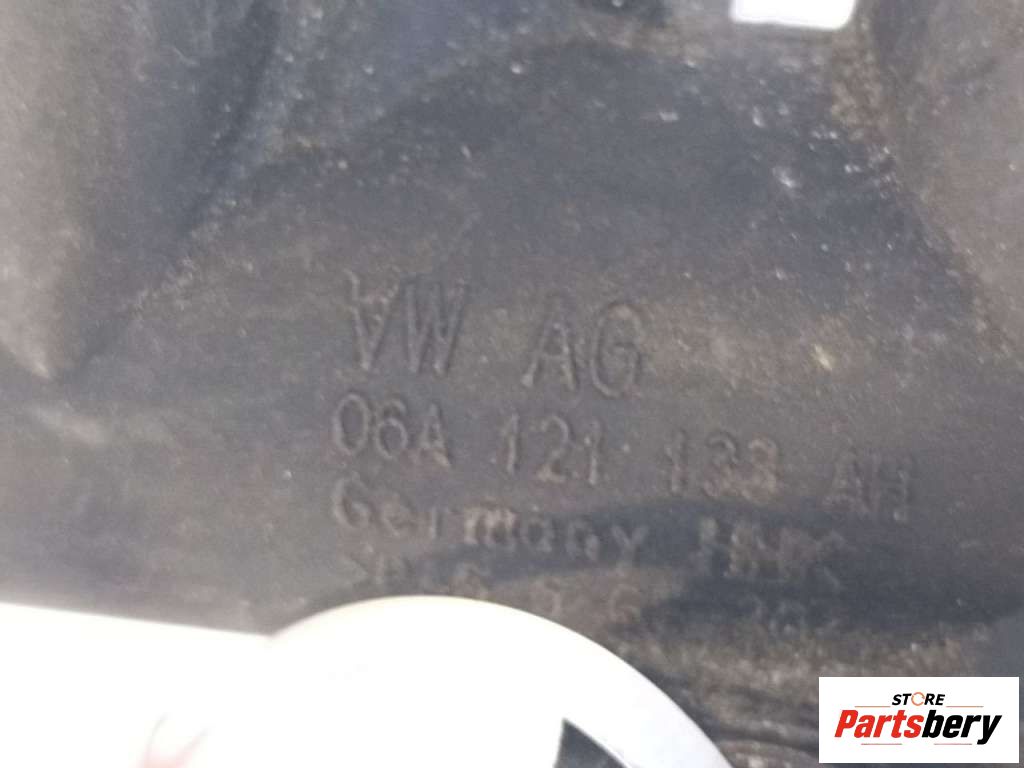 VW AG
06A 121 133 AH
Germany
STORE
Partsbery